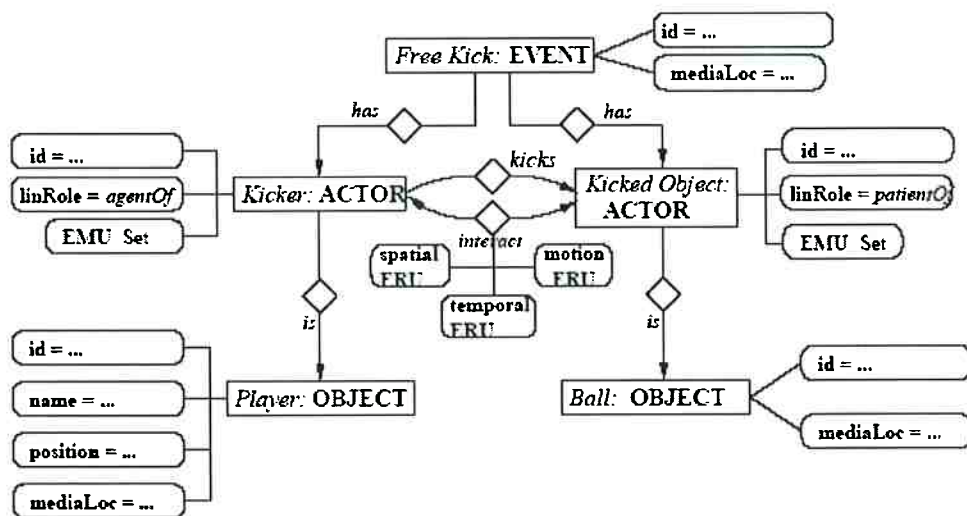 Free Kick: EVENT
id = ...
mediaLoc = ...
has
has
id = ...
linRole = agentOf
EMU Set
Kicker: ACTOR
kicks
interact
Kicked Object:
ACTOR
id = ...
linRole = patientOf
EMU Set
spatial
ERU
motion
ERU
temporal
ERU
is
is
id = ...
name = ...
position = ...
mediaLoc = ...
Player: OBJECT
Ball: OBJECT
id = ...
mediaLoc = ...